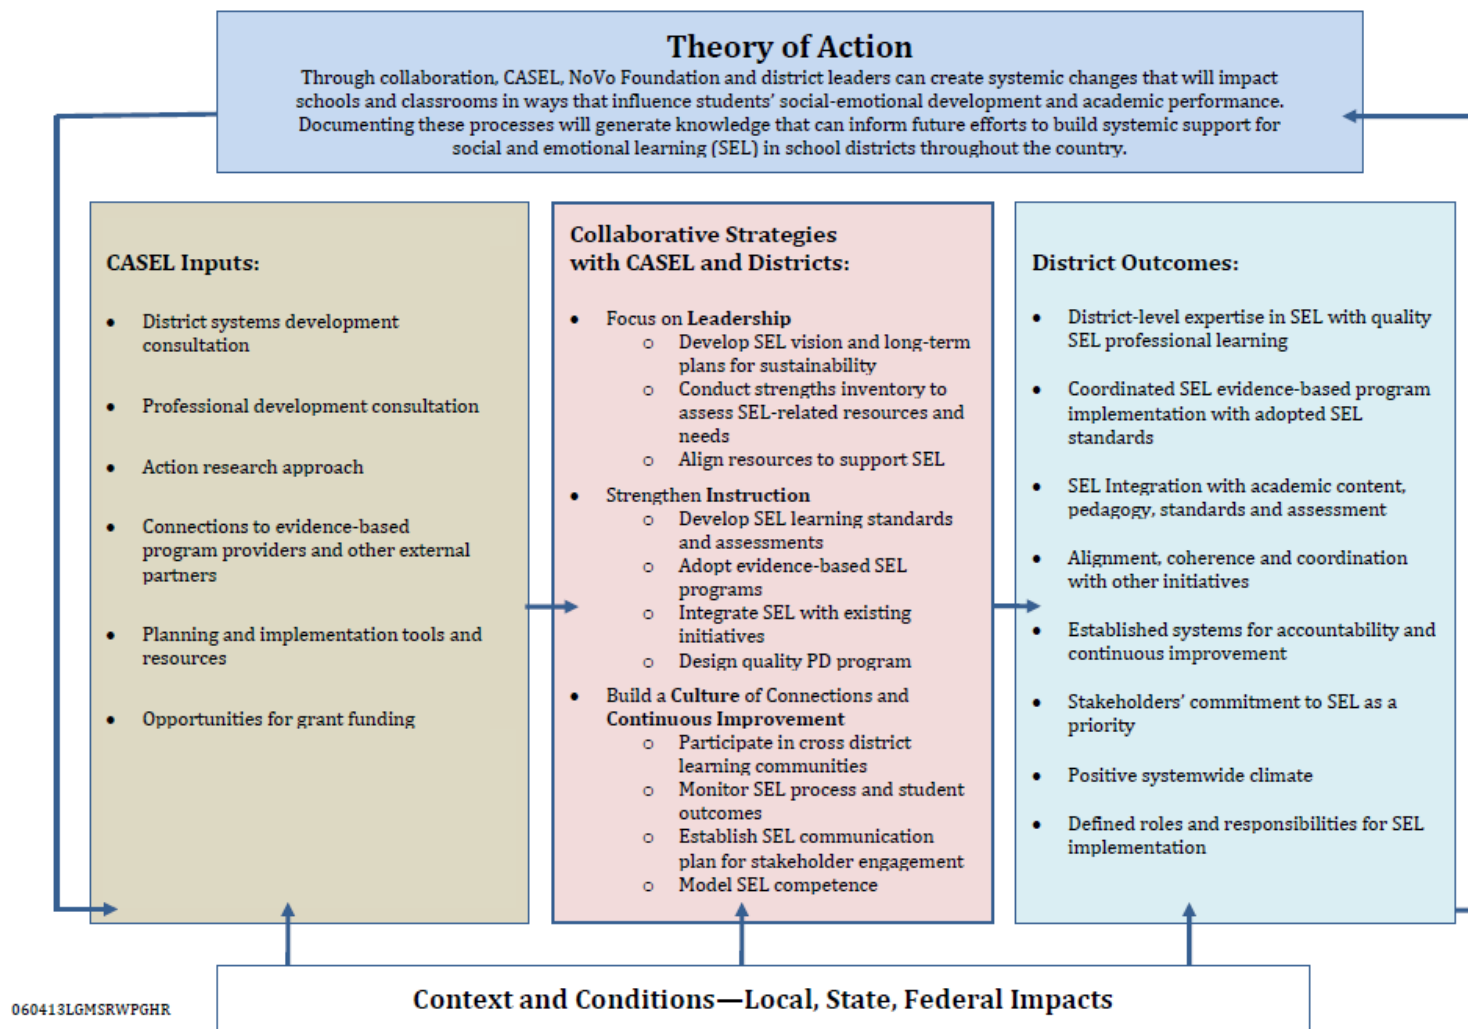 Theory of Action
Through collaboration, CASEL, NoVo Foundation and district leaders can create systemic changes that will impact
schools and classrooms in ways that influence students' social-emotional development and academic performance.
Documenting these processes will generate knowledge that can inform future efforts to build systemic support for
social and emotional learning (SEL) in school districts throughout the country.
CASEL Inputs:
● District systems development
consultation
● Professional development consultation
● Action research approach
● Connections to evidence-based
program providers and other external
partners
● Planning and implementation tools and
resources
● Opportunities for grant funding
Collaborative Strategies
with CASEL and Districts:
● Focus on Leadership
o Develop SEL vision and long-term
plans for sustainability
o Conduct strengths inventory to
assess SEL-related resources and
needs
o Align resources to support SEL
● Strengthen Instruction
o Develop SEL learning standards
and assessments
o Adopt evidence-based SEL
programs
o Integrate SEL with existing
initiatives
o Design quality PD program
● Build a Culture of Connections and
Continuous Improvement
o Participate in cross district
learning communities
o Monitor SEL process and student
outcomes
o Establish SEL communication
plan for stakeholder engagement
o Model SEL competence
District Outcomes:
● District-level expertise in SEL with quality
SEL professional learning
● Coordinated SEL evidence-based program
implementation with adopted SEL
standards
● SEL Integration with academic content,
pedagogy, standards and assessment
● Alignment, coherence and coordination
with other initiatives
● Established systems for accountability and
continuous improvement
● Stakeholders' commitment to SEL as a
priority
● Positive systemwide climate
● Defined roles and responsibilities for SEL
implementation
Context and Conditions—Local, State, Federal Impacts
060413LGMSRWPGHR